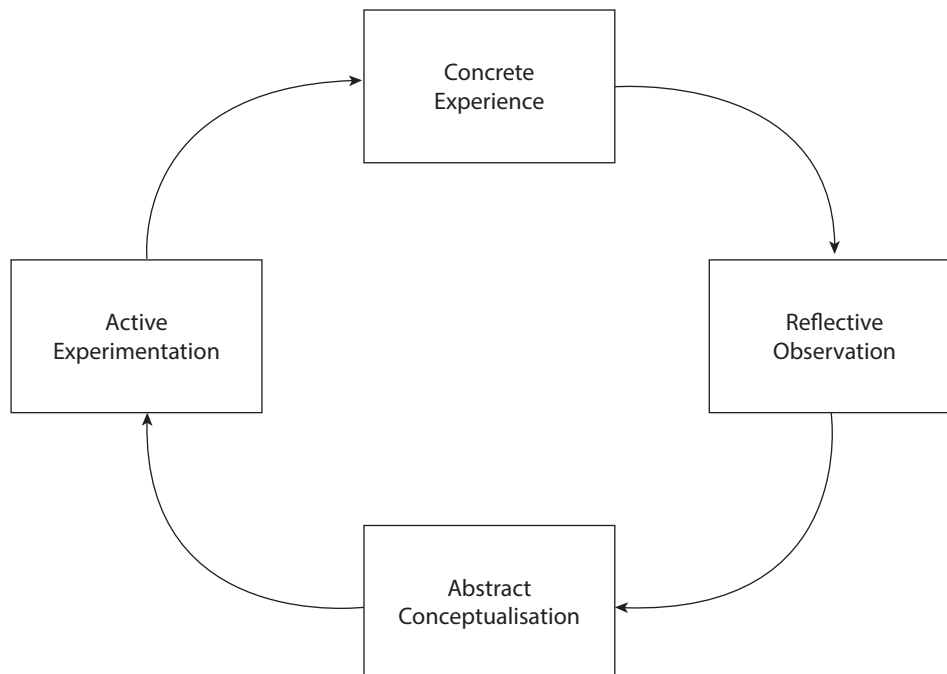 Concrete
Experience
Active
Experimentation
Reflective
Observation
Abstract
Conceptualisation